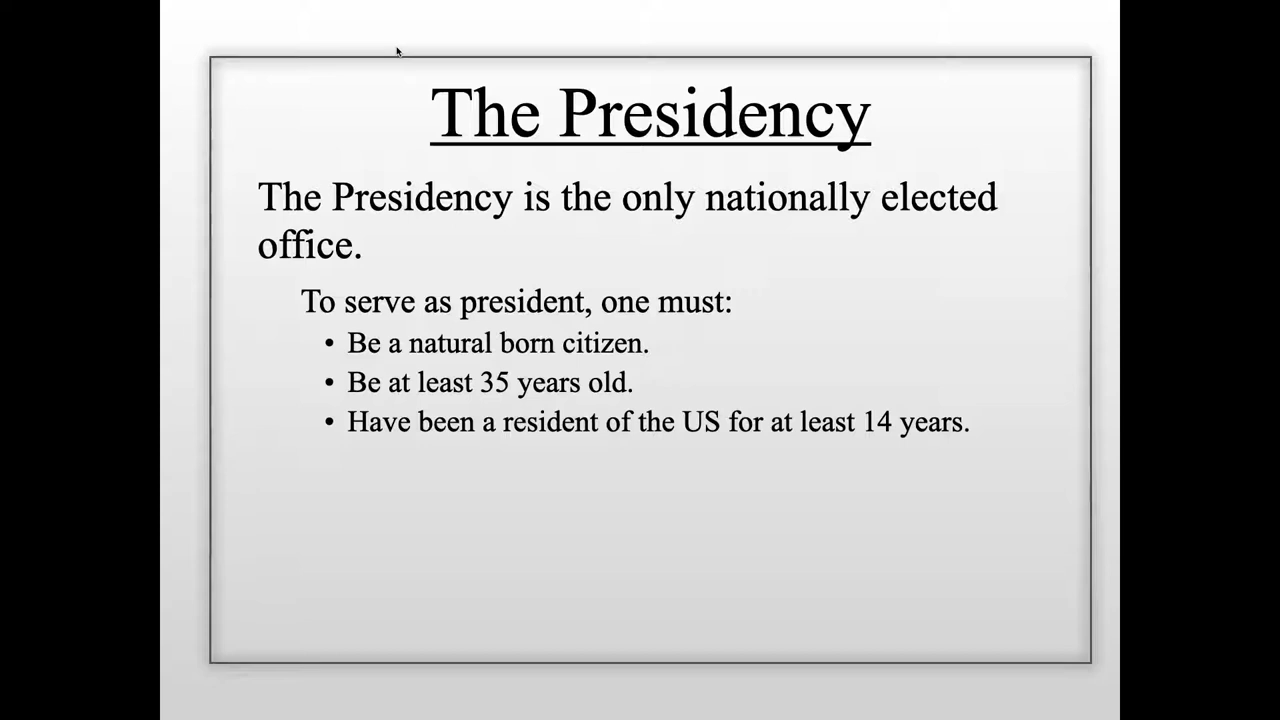 The Presidency
The Presidency is the only nationally elected
office.
To serve as president, one must:
• Be a natural born citizen.
• Be at least 35 years old.
• Have been a resident of the US for at least 14 years.